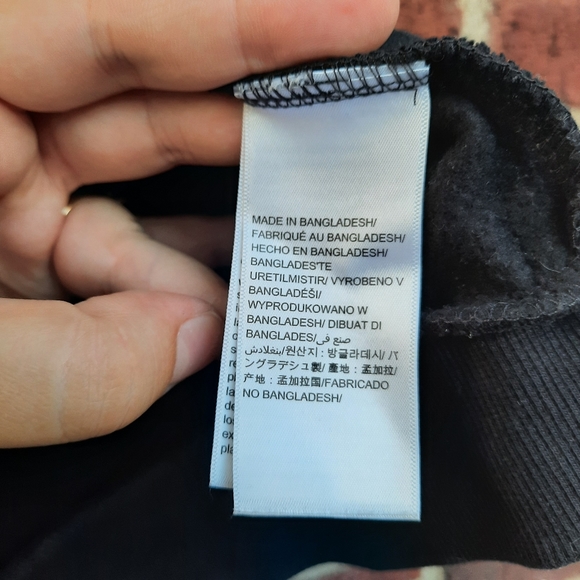 MADE IN BANGLADESH/
FABRIQUÉ AU BANGLADESH/
HECHO EN BANGLADESH/
BANGLADES'TE
URETILMISTIR/ VYROBENO V
BANGLADÉŠI/
WYPRODUKOWANO W
BANGLADESH/ DIBUAT DI
BANGLADES/صنع في
بنغلادش/원산지 : 방글라데시/ バ
ングラデシュ製/ 產地 : 孟加拉/
产地 : 孟加拉国/FABRICADO
NO BANGLADESH/